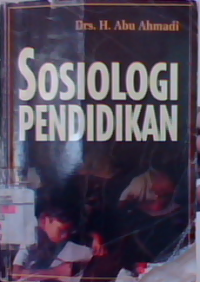 Drs. H. Abu Ahmadi
SOSIOLOGI
PENDIDIKAN